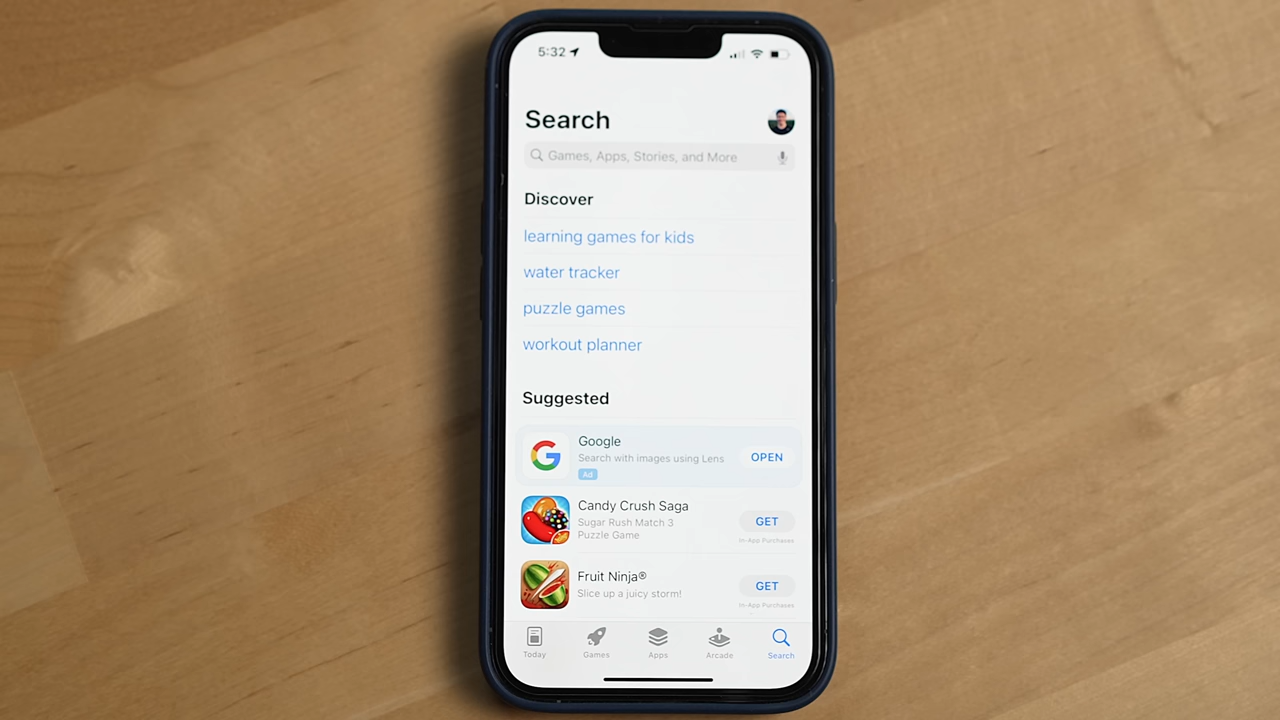 5:32
Search
Games, Apps, Stories, and More
Discover
learning games for kids
water tracker
puzzle games
workout planner
Suggested
Google
Search with images using Lens
Ad
OPEN
Candy Crush Saga
Sugar Rush Match 3
Puzzle Game
GET
In-App Purchases
Fruit Ninja®
Slice up a juicy storm!
GET
In-App Purchases
Today
Games
Apps
Arcade
Search